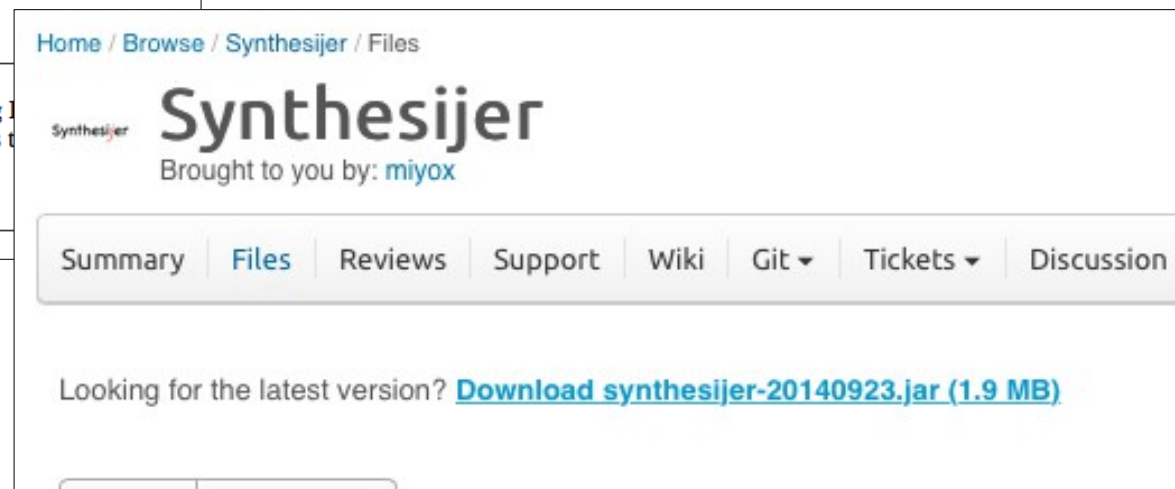 Home / Browse / Synthesijer / Files
Synthesijer
Synthesijer
Brought to you by: miyox
Summary Files Reviews Support Wiki Git Tickets Discussion
Looking for the latest version? Download synthesijer-20140923.jar (1.9 MB)